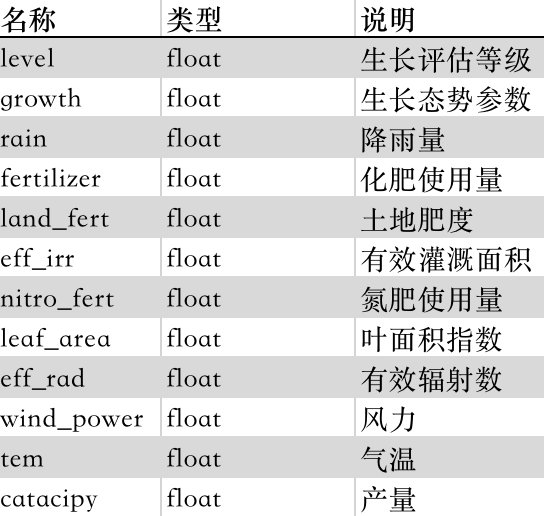 名称 类型 说明
level float 生长评估等级
growth float 生长态势参数
rain float 降雨量
fertilizer float 化肥使用量
land_fert float 土地肥度
eff_irr float 有效灌溉面积
nitro_fert float 氮肥使用量
leaf_area float 叶面积指数
eff_rad float 有效辐射数
wind_power float 风力
tem float 气温
catacipy float 产量